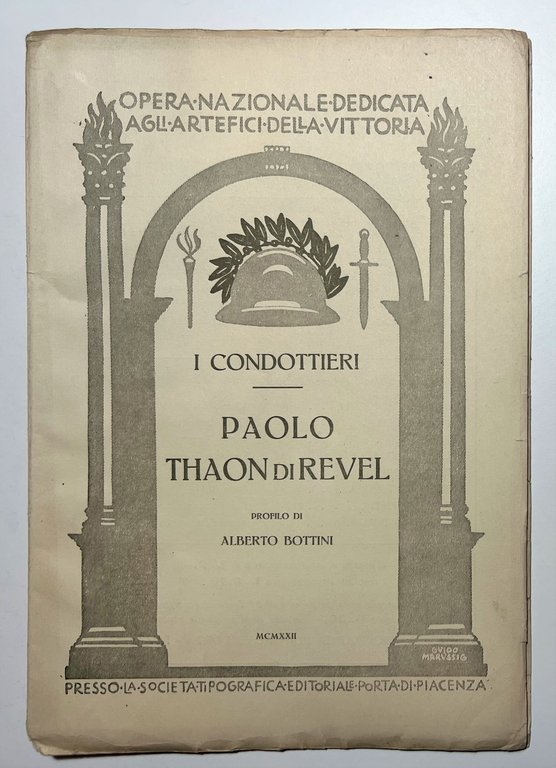 OPERA·NAZIONALE·DEDICATA
AGLI·ARTEFICI·DELLA·VITTORIA
I CONDOTTIERI
PAOLO
THAON DI REVEL
PROFILO DI
ALBERTO BOTTINI
MCMXXII
GUIDO
MARUSSIG
PRESSO·LA·SOCIETA·TIPOGRAFICA·EDITORIALE·PORTA·DI·PIACENZA